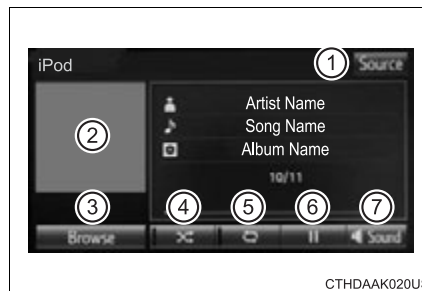 iPod
1 Source
Artist Name
Song Name
Album Name
10/11
2
3 4 5 6 7
Browse Sound
CTHDAAK020US